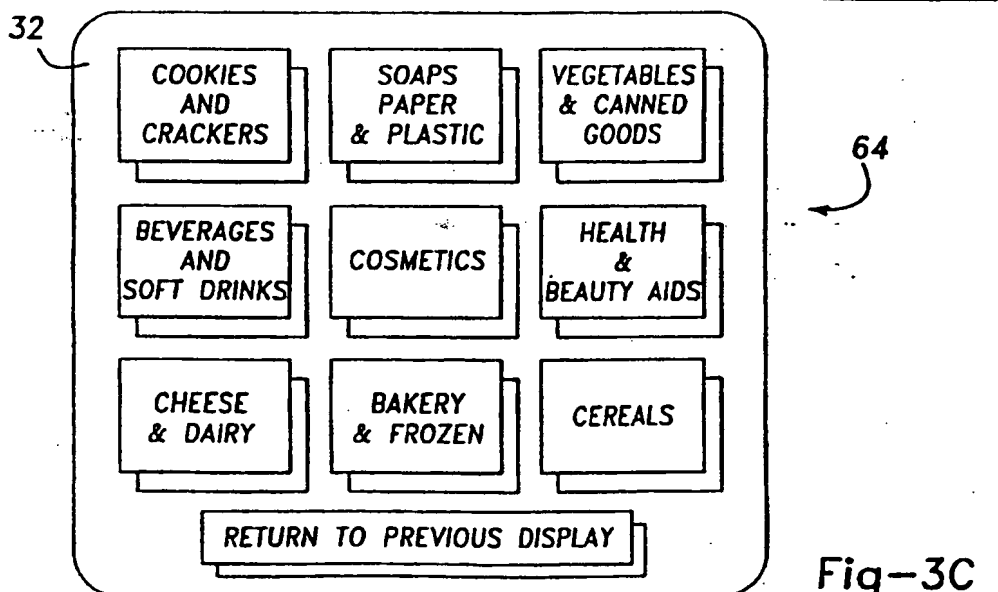 32
COOKIES
AND
CRACKERS
SOAPS
PAPER
& PLASTIC
VEGETABLES
& CANNED
GOODS
64
BEVERAGES
AND
SOFT DRINKS
COSMETICS
HEALTH
&
BEAUTY AIDS
CHEESE
& DAIRY
BAKERY
& FROZEN
CEREALS
RETURN TO PREVIOUS DISPLAY
Fig-3C